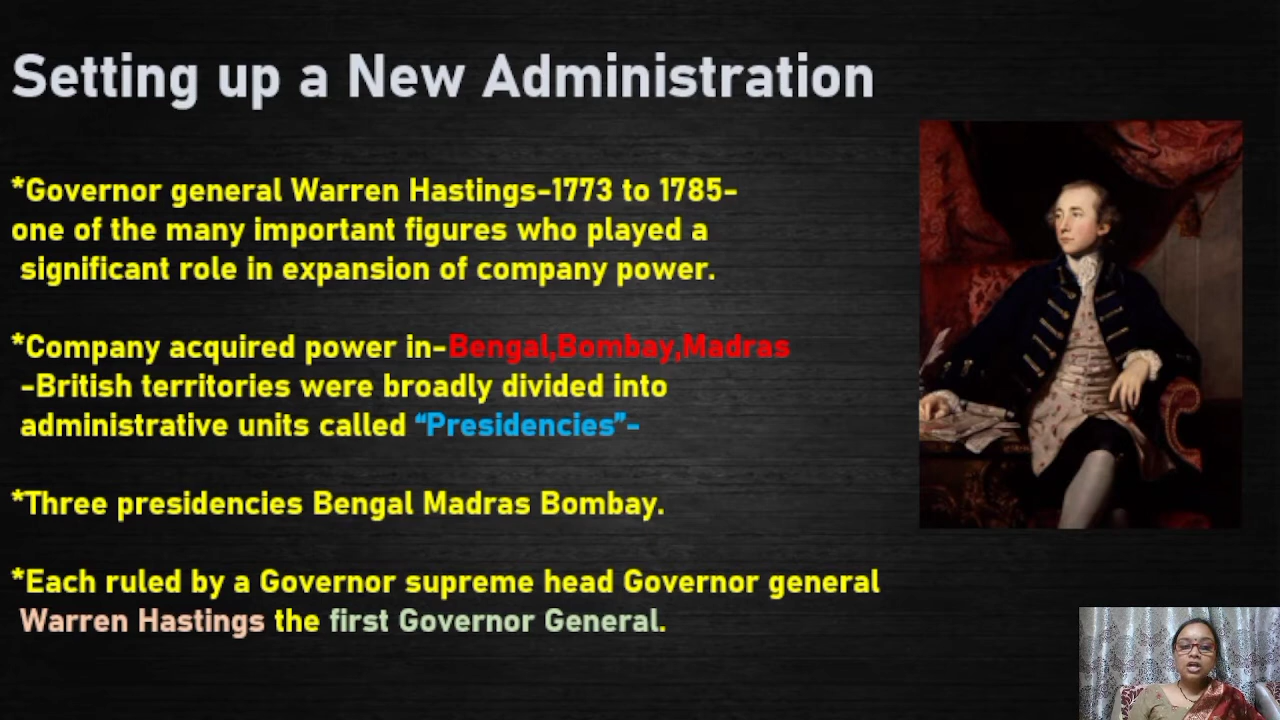 Setting up a New Administration
*Governor general Warren Hastings-1773 to 1785-
one of the many important figures who played a
significant role in expansion of company power.
*Company acquired power in-Bengal,Bombay,Madras
-British territories were broadly divided into
administrative units called “Presidencies”-
*Three presidencies Bengal Madras Bombay.
*Each ruled by a Governor supreme head Governor general
Warren Hastings the first Governor General.